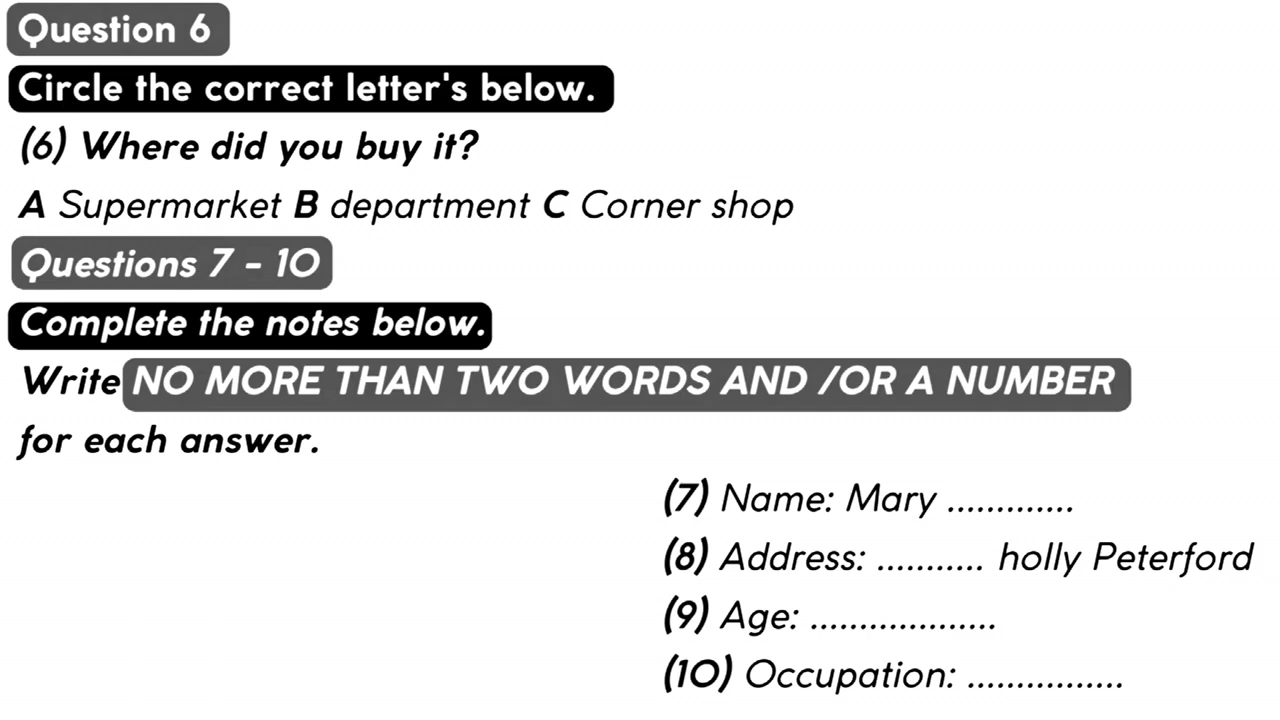 Question 6
Circle the correct letter's below.
(6) Where did you buy it?
A Supermarket B department C Corner shop
Questions 7 - 10
Complete the notes below.
Write NO MORE THAN TWO WORDS AND /OR A NUMBER
for each answer.
(7) Name: Mary .............
(8) Address: ........... holly Peterford
(9) Age: ...................
(10) Occupation: ................